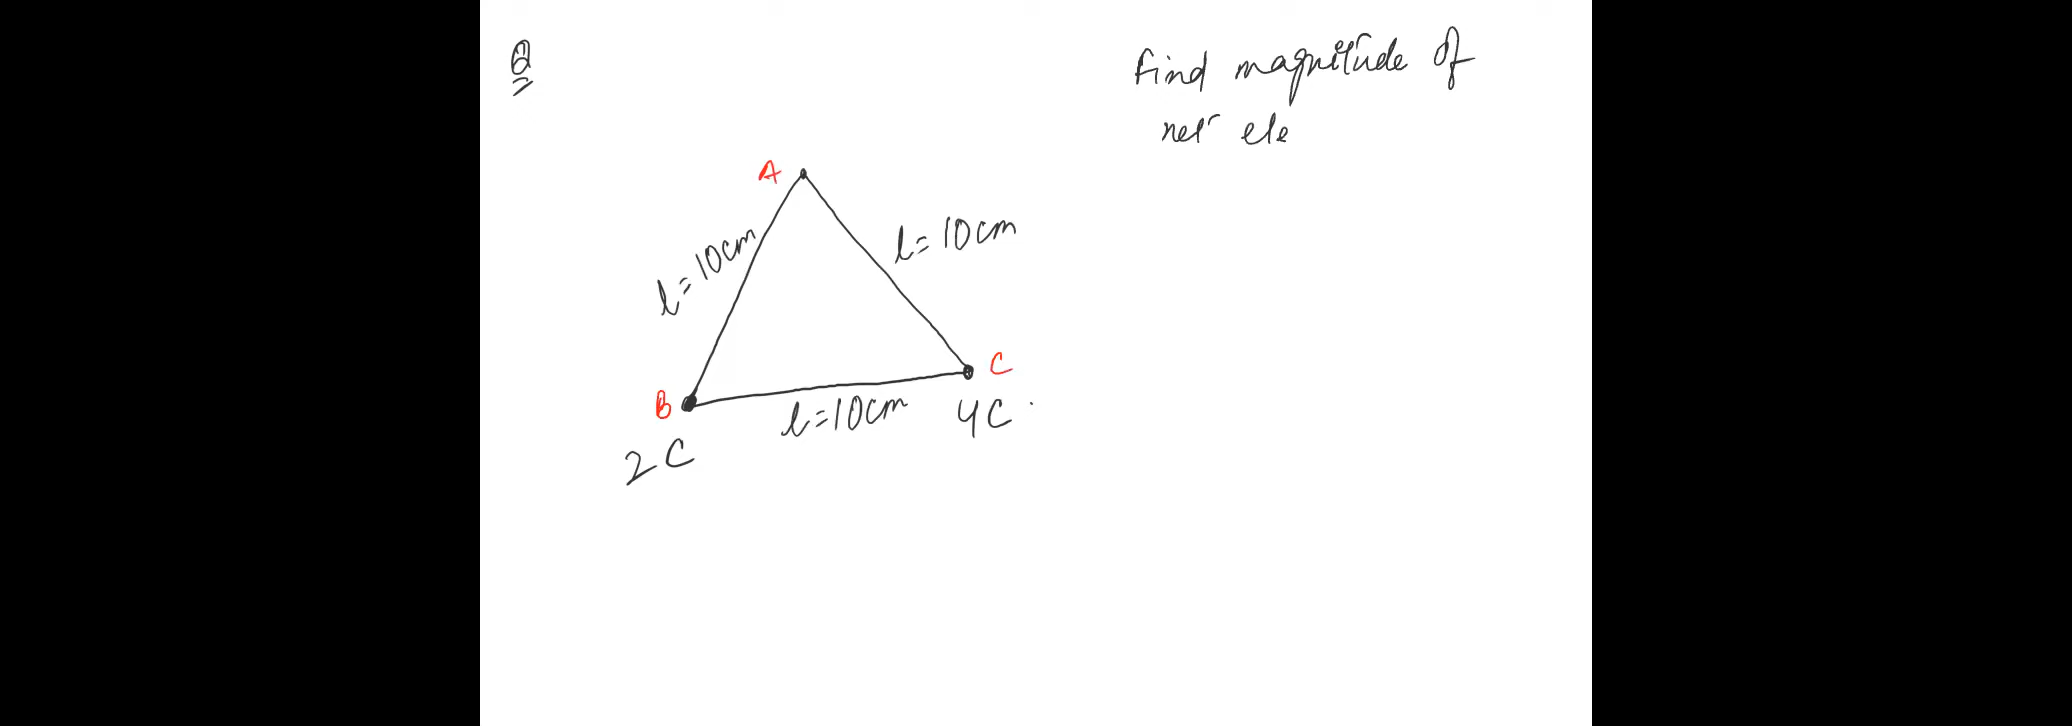 Q
Find magnitude of
net ele
A
l=10cm
l=10cm
B
C
l=10cm
4C
2C